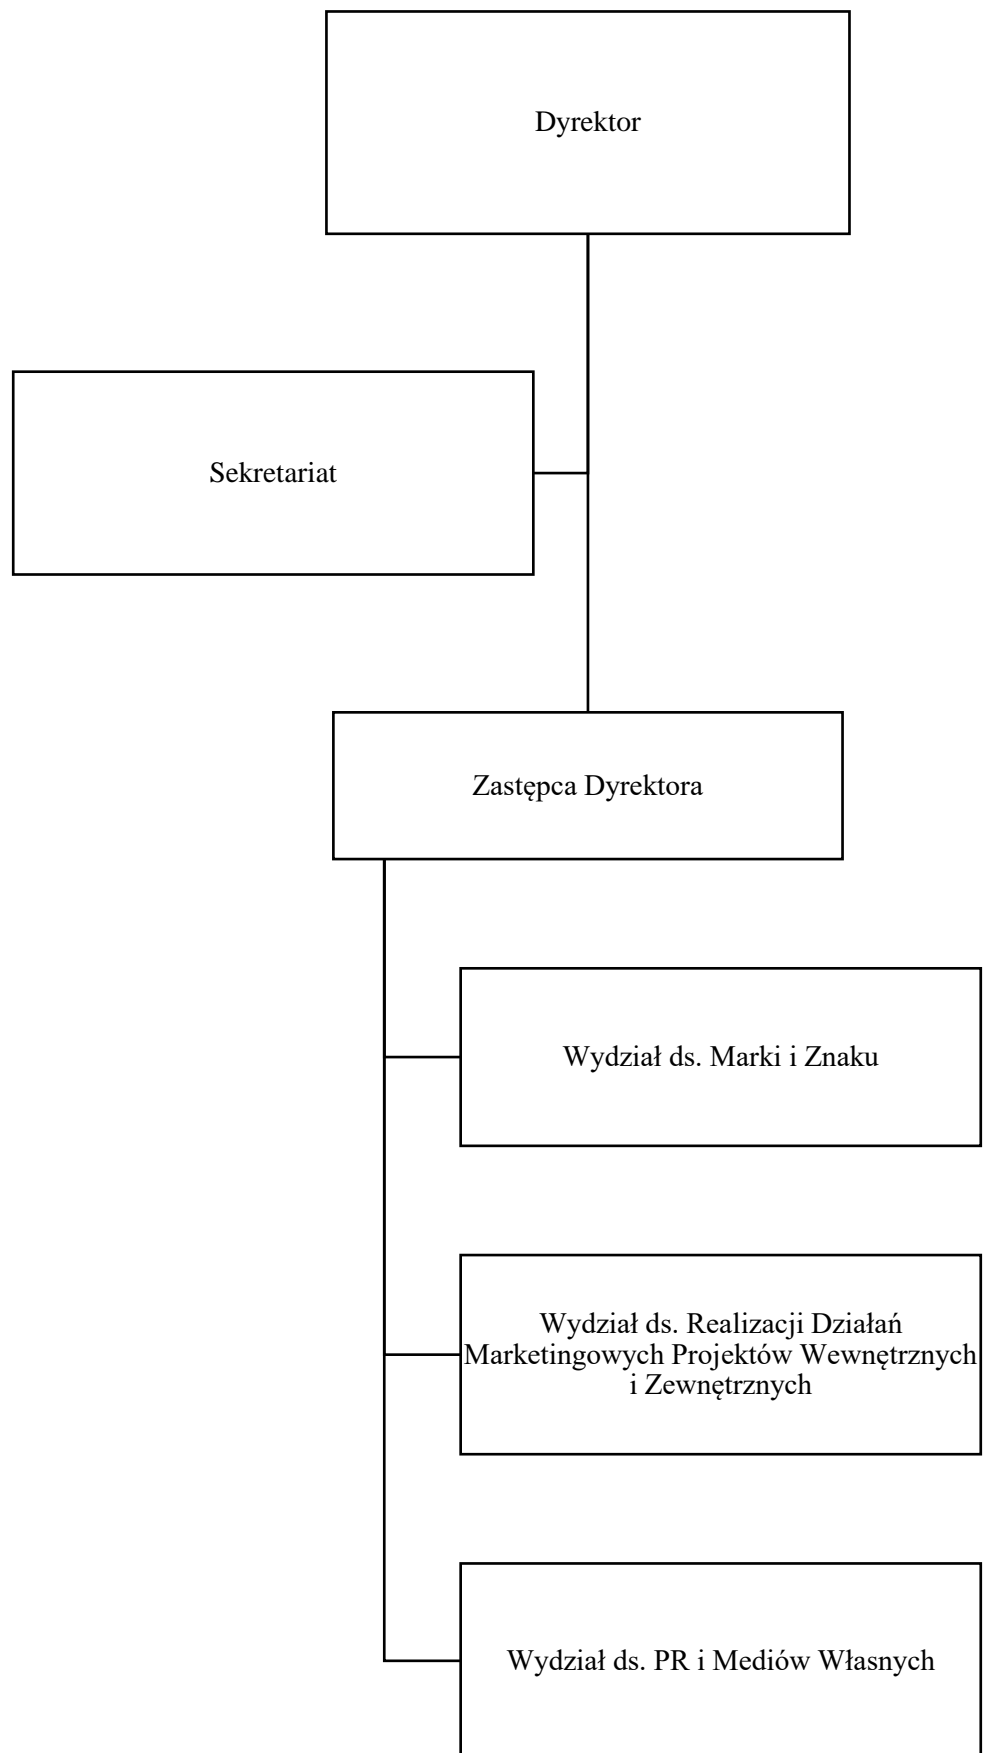 Dyrektor
Sekretariat
Zastępca Dyrektora
Wydział ds. Marki i Znaku
Wydział ds. Realizacji Działań
Marketingowych Projektów Wewnętrznych
i Zewnętrznych
Wydział ds. PR i Mediów Własnych